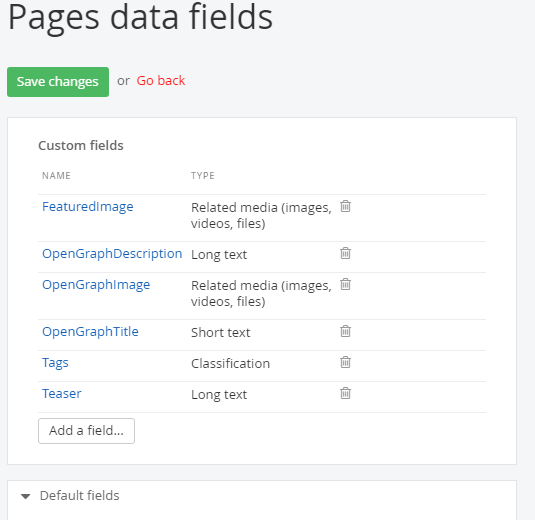 Pages data fields
Save changes or Go back
Custom fields
NAME TYPE
FeaturedImage Related media (images,
videos, files)
OpenGraphDescription Long text
OpenGraphImage Related media (images,
videos, files)
OpenGraphTitle Short text
Tags Classification
Teaser Long text
Add a field...
Default fields